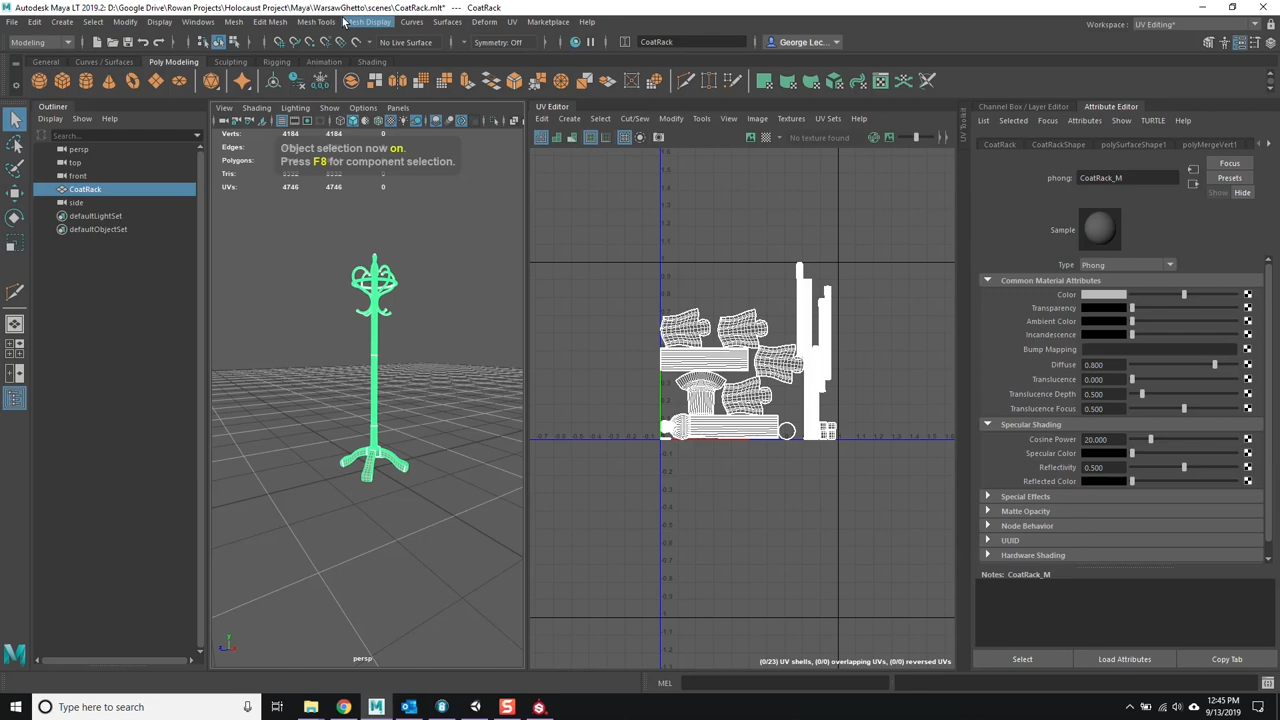 Autodesk Maya LT 2019.2: D:\Google Drive\Rowan Projects\Holocaust Project\Maya\WarsawGhetto\scenes\CoatRack.mlt* --- CoatRack
File Edit Create Select Modify Display Windows Mesh Edit Mesh Mesh Tools Mesh Display Curves Surfaces Deform UV Marketplace Help
Workspace : UV Editing*
Modeling No Live Surface Symmetry: Off CoatRack George Lec...
General Curves / Surfaces Poly Modeling Sculpting Rigging Animation Shading
Outliner
Display Show Help
Search...
persp
top
front
CoatRack
side
defaultLightSet
defaultObjectSet
View Shading Lighting Show Options Panels
Verts: 4184 4184 0
Edges:
Polygons:
Tris: 0
UVs: 4746 4746 0
Object selection now on.
Press F8 for component selection.
persp
UV Editor
Edit Create Select Cut/Sew Modify Tools View Image Textures UV Sets Help
No texture found
(0/23) UV shells, (0/0) overlapping UVs, (0/0) reversed UVs
UV Toolkit
Channel Box / Layer Editor Attribute Editor
List Selected Focus Attributes Show TURTLE Help
CoatRack CoatRackShape polySurfaceShape1 polyMergeVert1
phong: CoatRack_M
Focus
Presets
Show Hide
Sample
Type Phong
Common Material Attributes
Color
Transparency
Ambient Color
Incandescence
Bump Mapping
Diffuse 0.800
Translucence 0.000
Translucence Depth 0.500
Translucence Focus 0.500
Specular Shading
Cosine Power 20.000
Specular Color
Reflectivity 0.500
Reflected Color
Special Effects
Matte Opacity
Node Behavior
UUID
Hardware Shading
Notes: CoatRack_M
Select Load Attributes Copy Tab
MEL
Type here to search
12:45 PM
9/13/2019